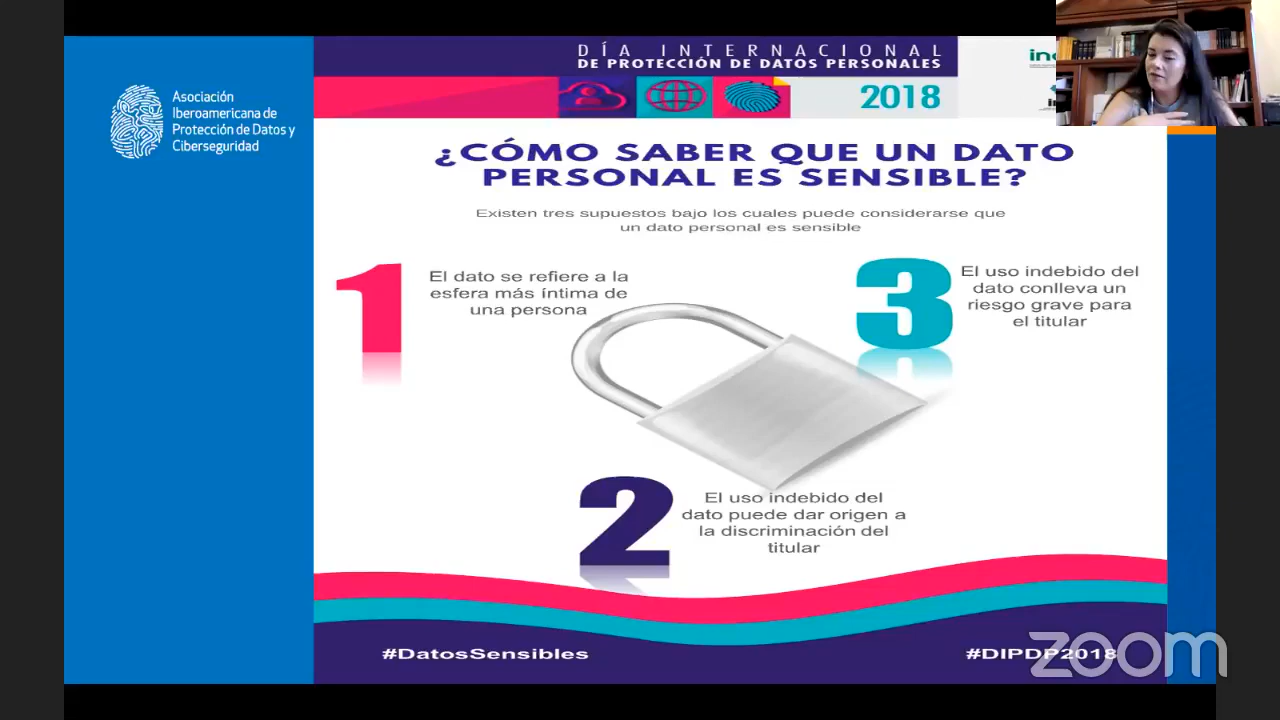 Asociación
Iberoamericana de
Protección de Datos y
Ciberseguridad
DÍA INTERNACIONAL
DE PROTECCIÓN DE DATOS PERSONALES
2018
¿CÓMO SABER QUE UN DATO
PERSONAL ES SENSIBLE?
Existen tres supuestos bajo los cuales puede considerarse que
un dato personal es sensible
1
El dato se refiere a la
esfera más íntima de
una persona
2
El uso indebido del
dato puede dar origen a
la discriminación del
titular
3
El uso indebido del
dato conlleva un
riesgo grave para
el titular
#DatosSensibles
#DIPDP2018
zoom